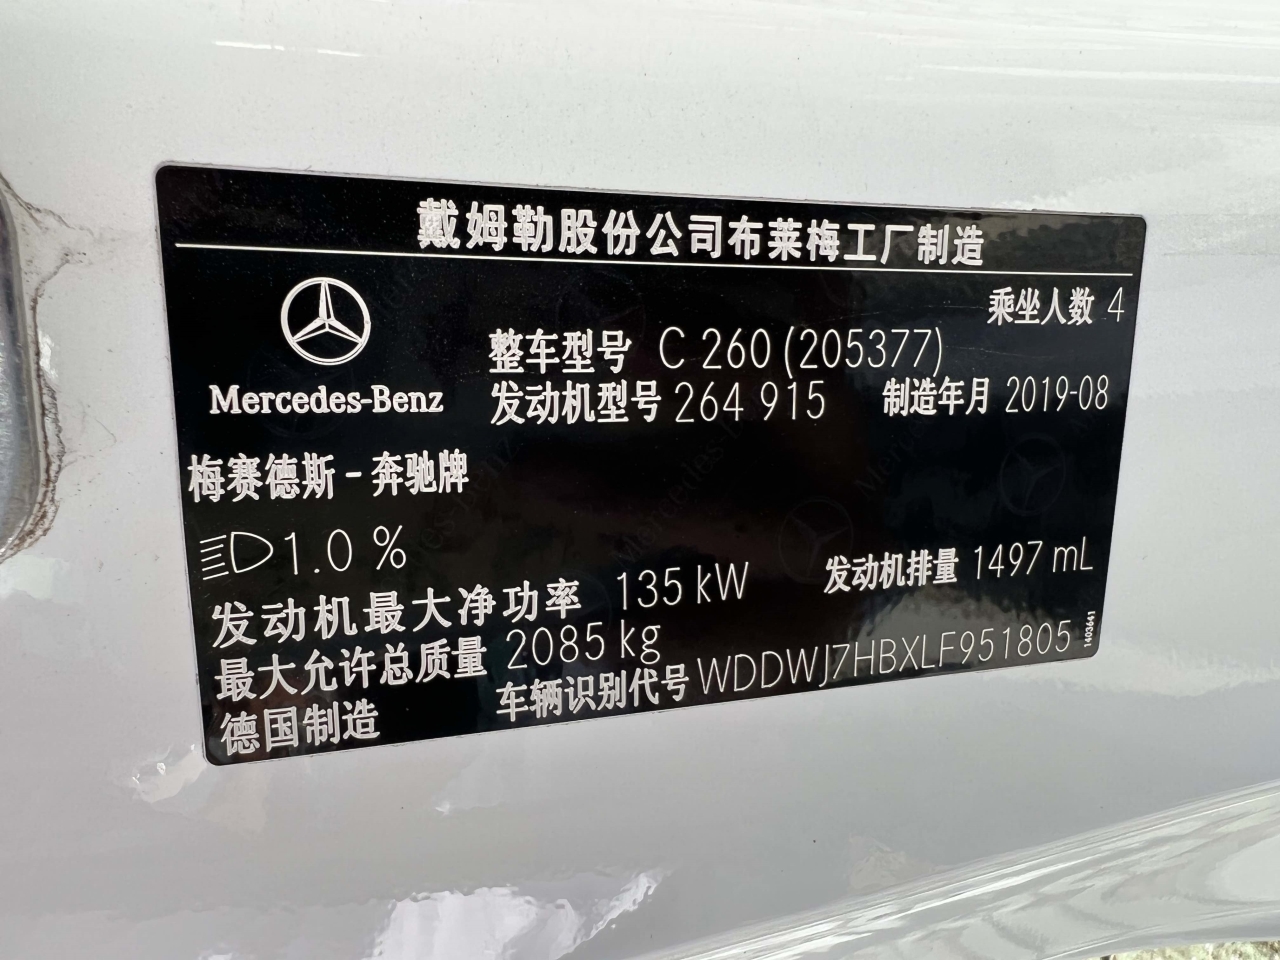 戴姆勒股份公司布莱梅工厂制造
乘坐人数 4
整车型号 C 260 (205377)
Mercedes-Benz
发动机型号 264 915 制造年月 2019-08
梅赛德斯-奔驰牌
1.0 %
发动机最大净功率 135 kW 发动机排量 1497 mL
最大允许总质量 2085 kg
车辆识别代号 WDDWJ7HBXLF951805
德国制造
1403641